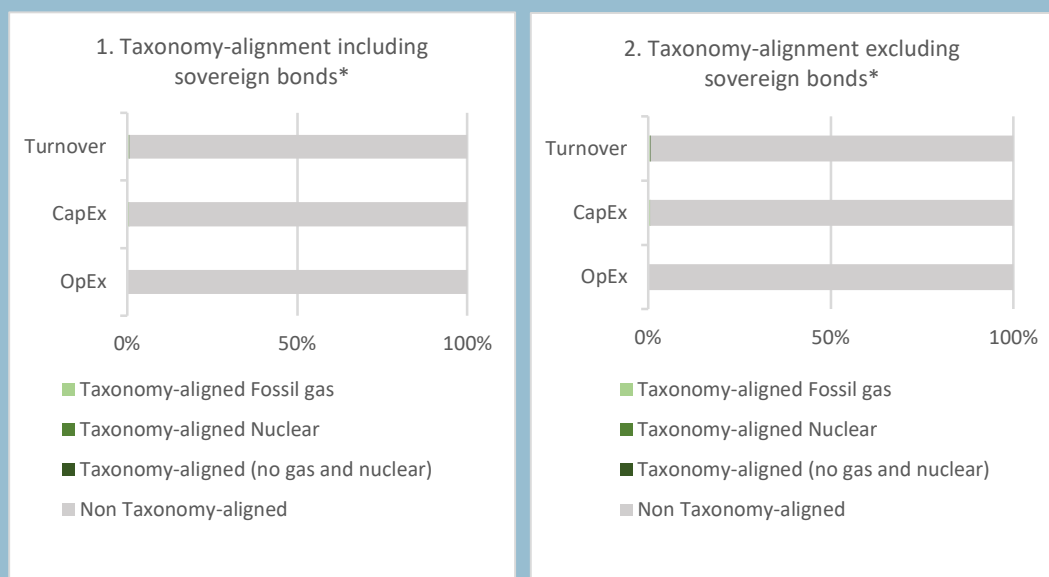 1. Taxonomy-alignment including
sovereign bonds*
Turnover
CapEx
OpEx
0%
50%
100%
Taxonomy-aligned Fossil gas
Taxonomy-aligned Nuclear
Taxonomy-aligned (no gas and nuclear)
Non Taxonomy-aligned
2. Taxonomy-alignment excluding
sovereign bonds*
Turnover
CapEx
OpEx
0%
50%
100%
Taxonomy-aligned Fossil gas
Taxonomy-aligned Nuclear
Taxonomy-aligned (no gas and nuclear)
Non Taxonomy-aligned